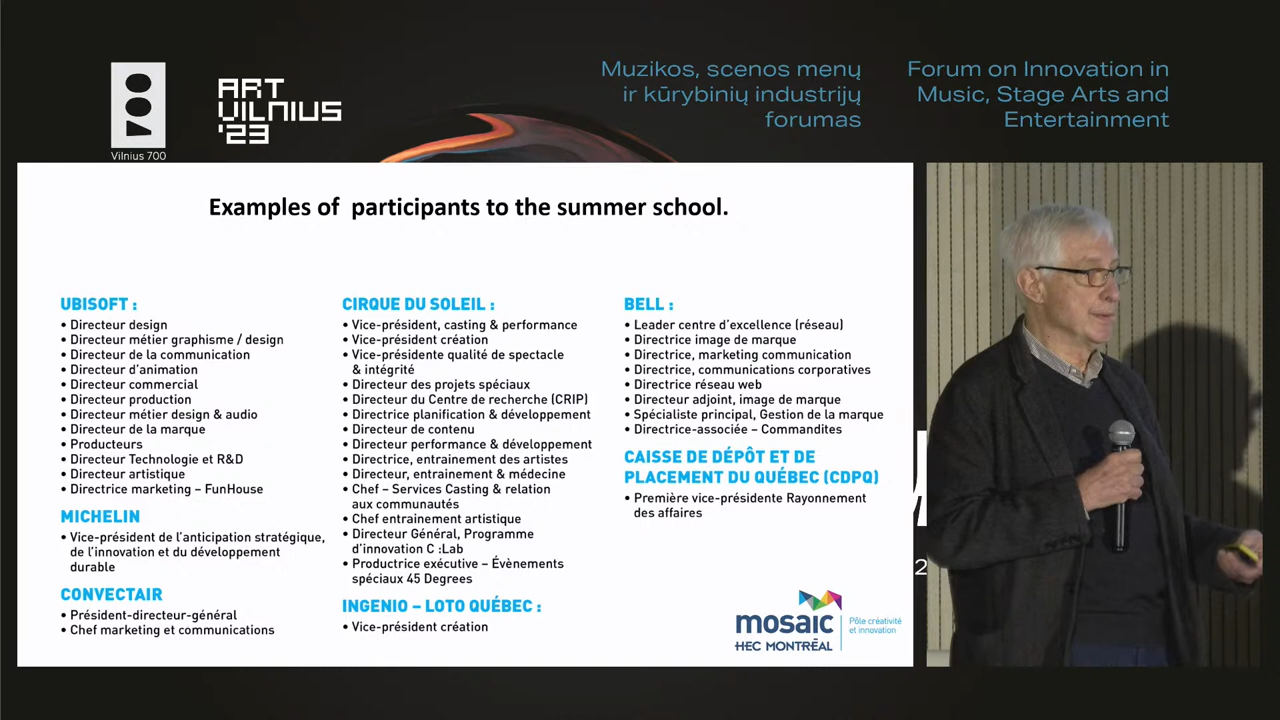 Vilnius 700
ART
VILNIUS
'23
Muzikos, scenos menų
ir kūrybinių industrijų
forumas
Forum on Innovation in
Music, Stage Arts and
Entertainment
Examples of  participants to the summer school.
UBISOFT :
• Directeur design
• Directeur métier graphisme / design
• Directeur de la communication
• Directeur d'animation
• Directeur commercial
• Directeur production
• Directeur métier design & audio
• Directeur de la marque
• Producteurs
• Directeur Technologie et R&D
• Directeur artistique
• Directrice marketing – FunHouse
MICHELIN
• Vice-président de l'anticipation stratégique,
de l'innovation et du développement
durable
CONVECTAIR
• Président-directeur-général
• Chef marketing et communications
CIRQUE DU SOLEIL :
• Vice-président, casting & performance
• Vice-président création
• Vice-présidente qualité de spectacle
& intégrité
• Directeur des projets spéciaux
• Directeur du Centre de recherche (CRIP)
• Directrice planification & développement
• Directeur de contenu
• Directeur performance & développement
• Directrice, entrainement des artistes
• Directeur, entrainement & médecine
• Chef – Services Casting & relation
aux communautés
• Chef entrainement artistique
• Directeur Général, Programme
d'innovation C :Lab
• Productrice exécutive – Évènements
spéciaux 45 Degrees
INGENIO – LOTO QUÉBEC :
• Vice-président création
BELL :
• Leader centre d'excellence (réseau)
• Directrice image de marque
• Directrice, marketing communication
• Directrice, communications corporatives
• Directrice réseau web
• Directeur adjoint, image de marque
• Spécialiste principal, Gestion de la marque
• Directrice-associée – Commandites
CAISSE DE DÉPÔT ET DE
PLACEMENT DU QUÉBEC (CDPQ)
• Première vice-présidente Rayonnement
des affaires
mosaic
HEC MONTRÉAL
Pôle créativité
et innovation